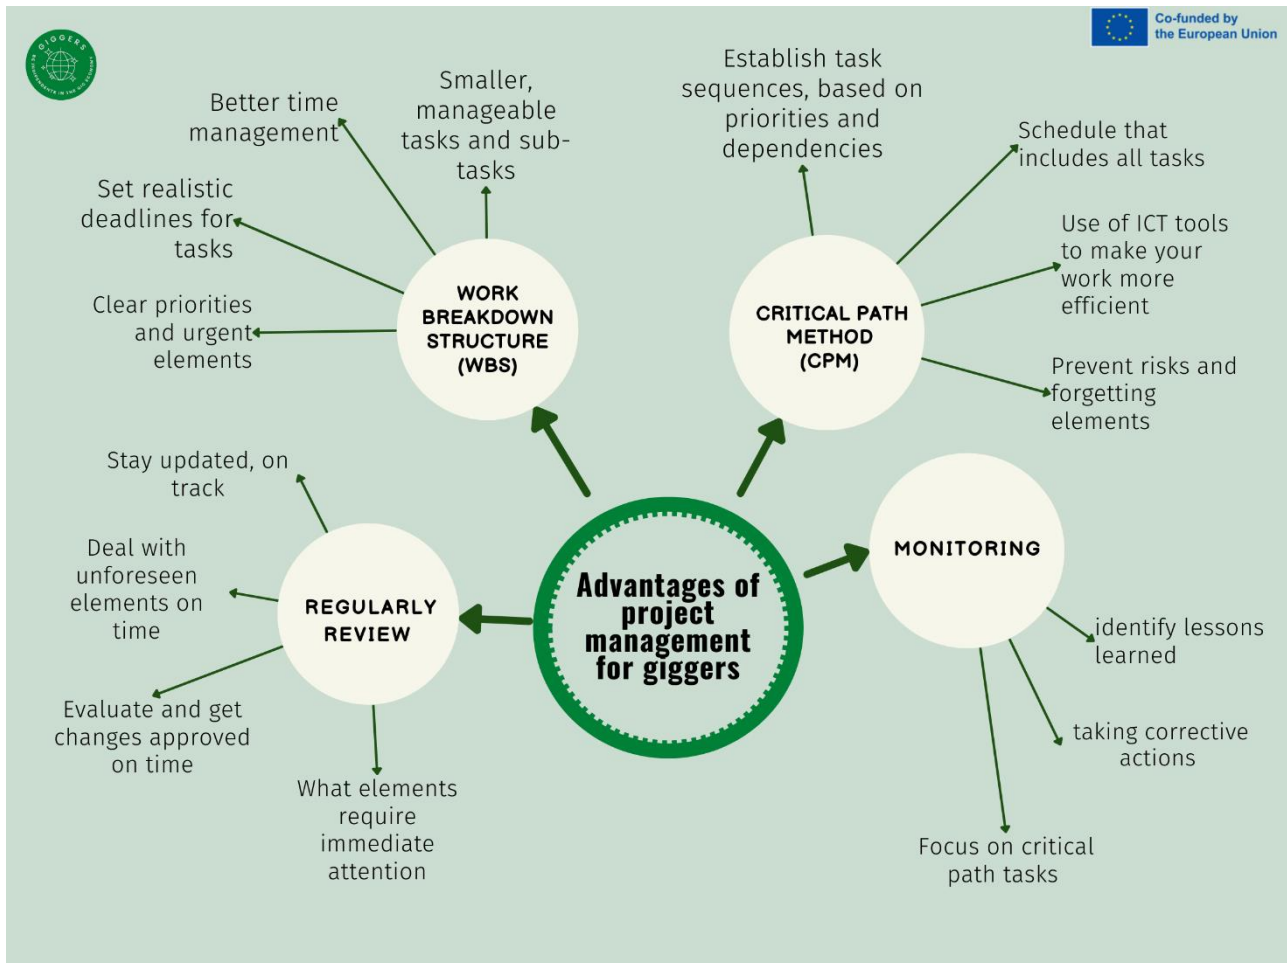 GIGGERS
Co-funded by
the European Union
Better time
management
Smaller,
manageable
tasks and sub-
tasks
Set realistic
deadlines for
tasks
Clear priorities
and urgent
elements
WORK
BREAKDOWN
STRUCTURE
(WBS)
Establish task
sequences, based on
priorities and
dependencies
Schedule that
includes all tasks
Use of ICT tools
to make your
work more
efficient
Prevent risks and
forgetting
elements
CRITICAL PATH
METHOD
(CPM)
Stay updated, on
track
Deal with
unforeseen
elements on
time
Evaluate and get
changes approved
on time
What elements
require
immediate
attention
REGULARLY
REVIEW
Advantages of
project
management
for giggers
MONITORING
identify lessons
learned
taking corrective
actions
Focus on critical
path tasks